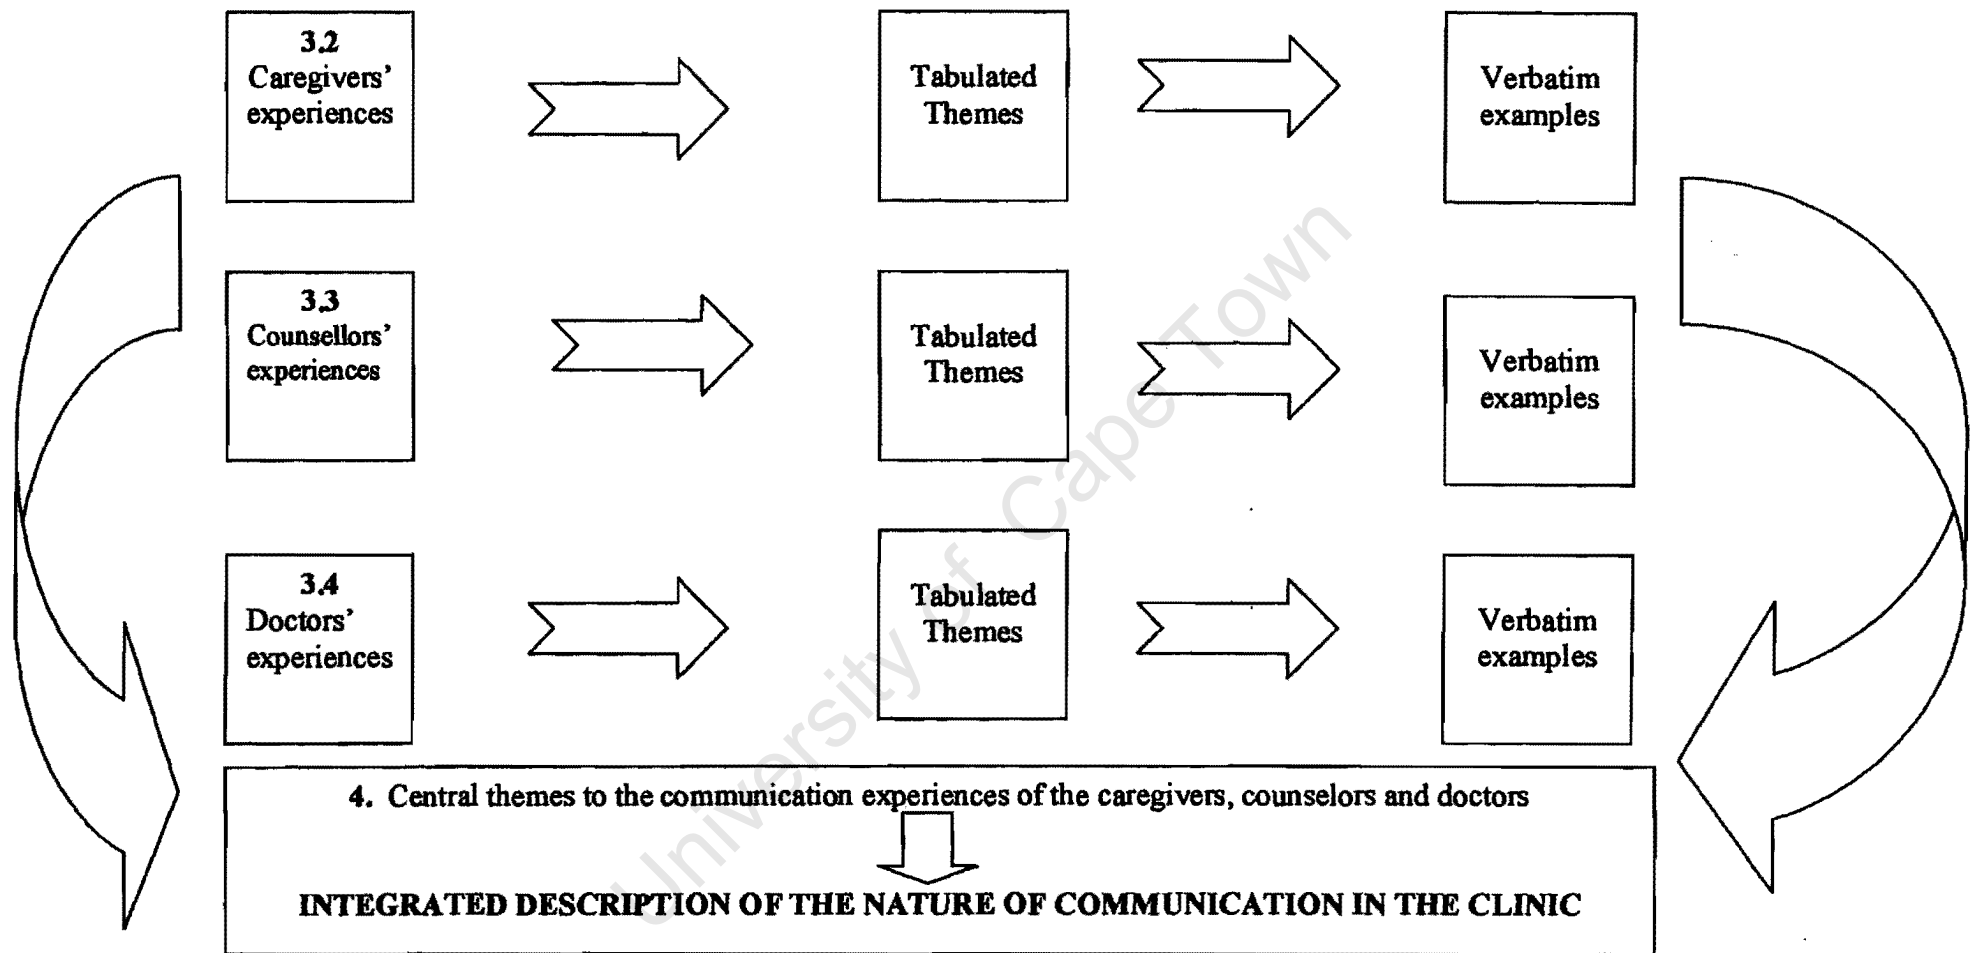 3.2
Caregivers'
experiences
Tabulated
Themes
Verbatim
examples
3.3
Counsellors'
experiences
Tabulated
Themes
Verbatim
examples
3.4
Doctors'
experiences
Tabulated
Themes
Verbatim
examples
4. Central themes to the communication experiences of the caregivers, counselors and doctors
INTEGRATED DESCRIPTION OF THE NATURE OF COMMUNICATION IN THE CLINIC
University of Cape Town